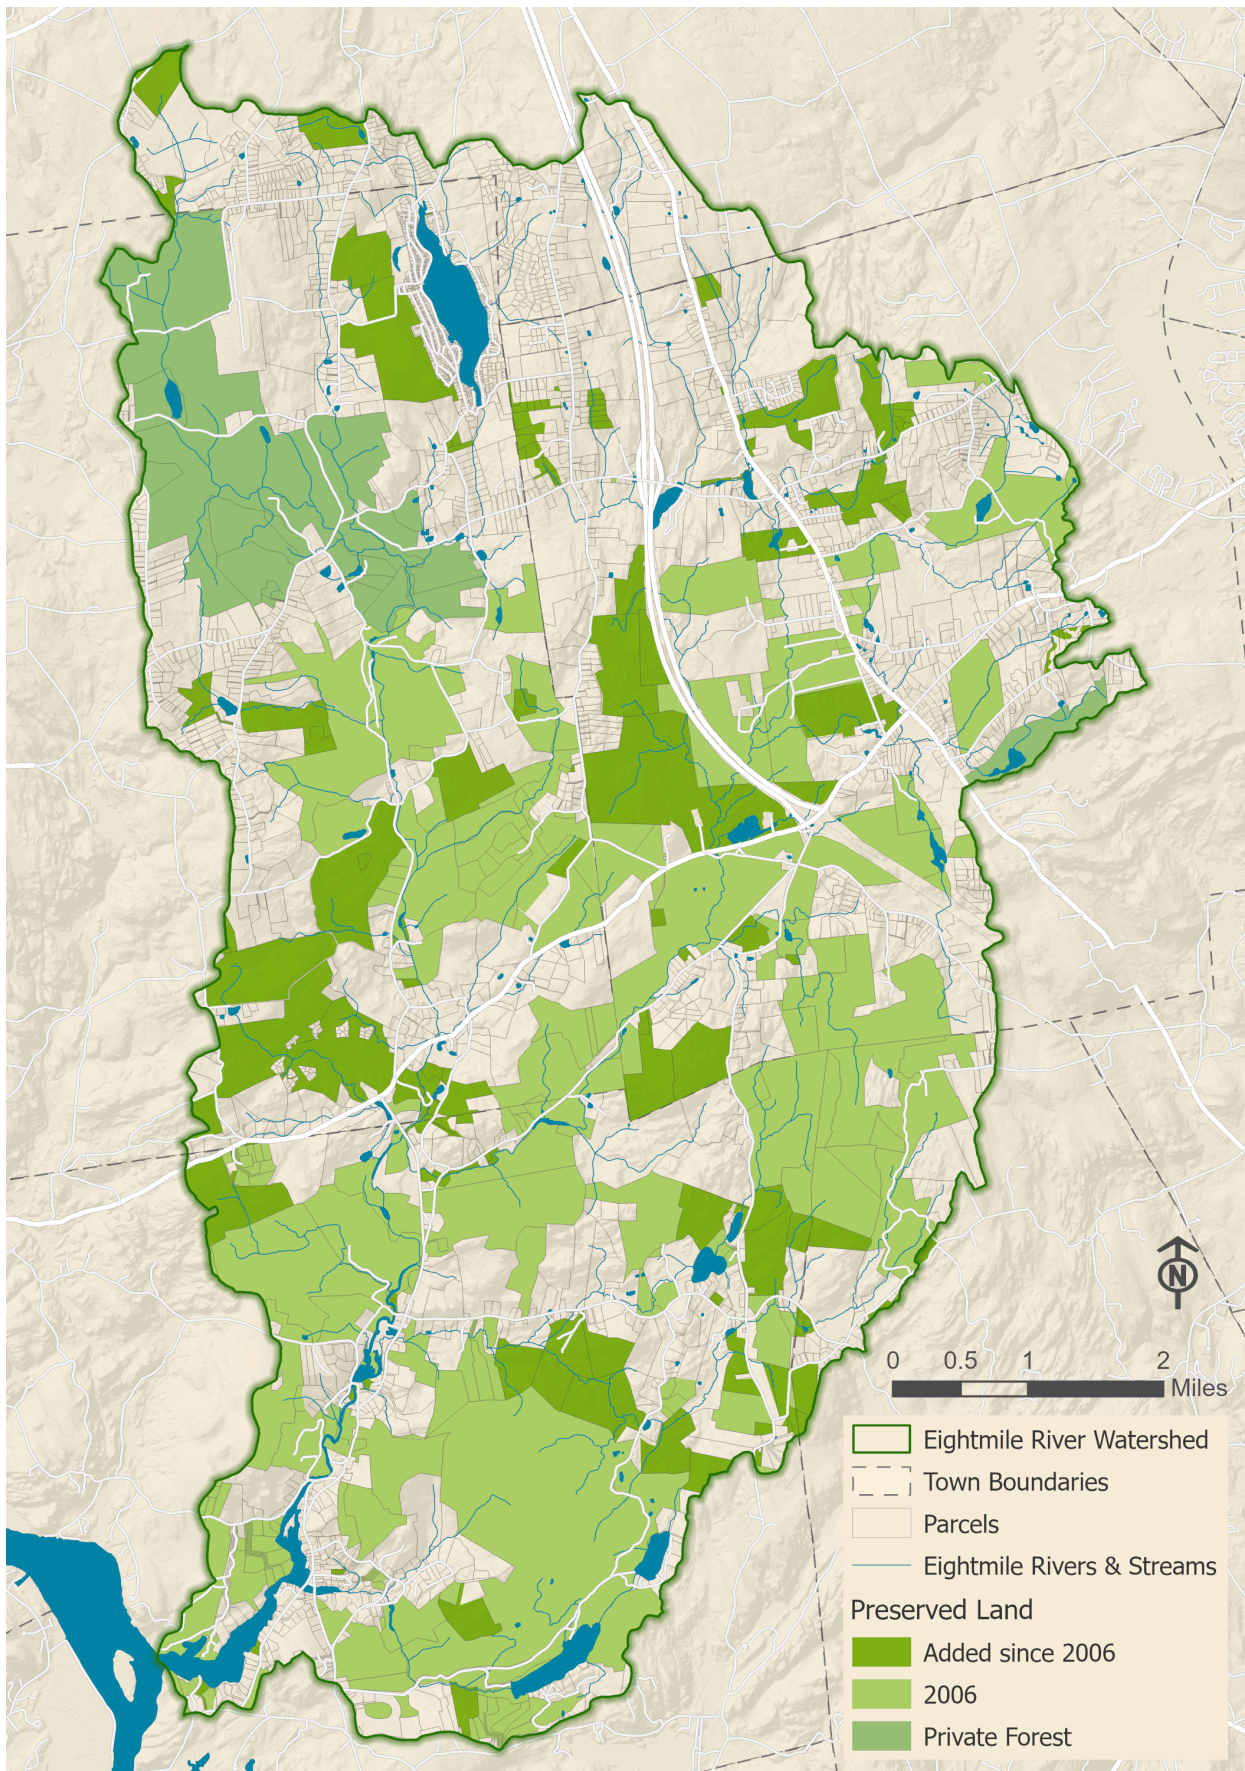 N
0 0.5 1 2
Miles
Eightmile River Watershed
Town Boundaries
Parcels
Eightmile Rivers & Streams
Preserved Land
Added since 2006
2006
Private Forest